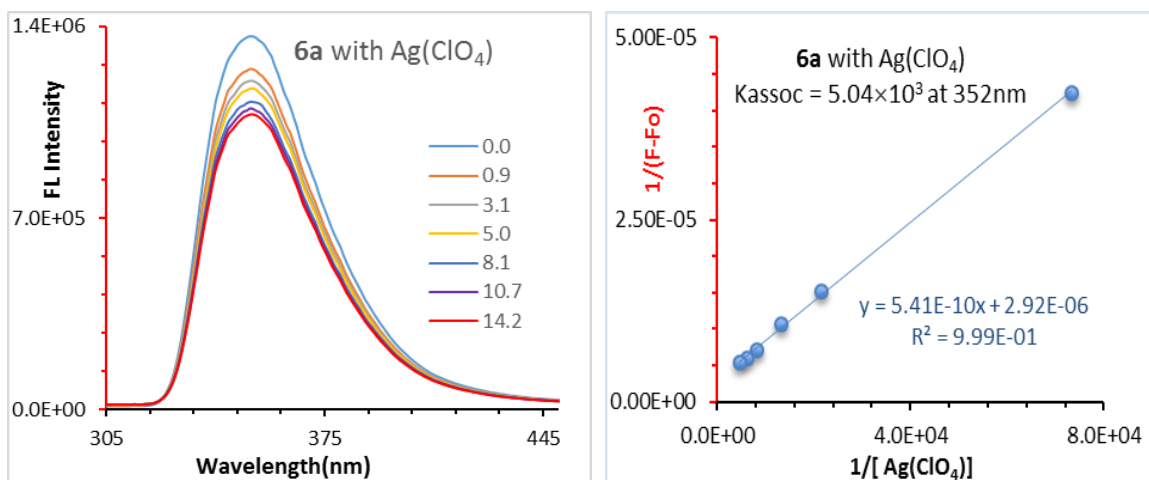 1.4E+06
7.0E+05
0.0E+00
FL Intensity
6a with Ag(ClO₄)
0.0
0.9
3.1
5.0
8.1
10.7
14.2
305
375
445
Wavelength(nm)
5.00E-05
2.50E-05
0.00E+00
1/(F-Fo)
6a with Ag(ClO₄)
Kassoc = 5.04×10³ at 352nm
y = 5.41E-10x + 2.92E-06
R² = 9.99E-01
0.0E+00
4.0E+04
8.0E+04
1/[ Ag(ClO₄)]